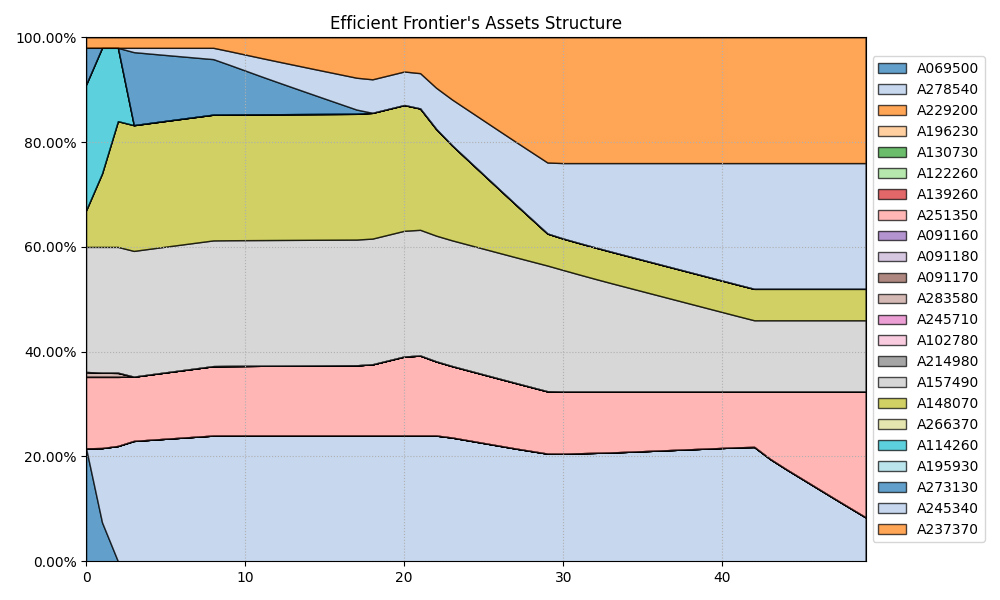 Efficient Frontier's Assets Structure
100.00%
80.00%
60.00%
40.00%
20.00%
0.00%
0
10
20
30
40
A069500
A278540
A229200
A196230
A130730
A122260
A139260
A251350
A091160
A091180
A091170
A283580
A245710
A102780
A214980
A157490
A148070
A266370
A114260
A195930
A273130
A245340
A237370